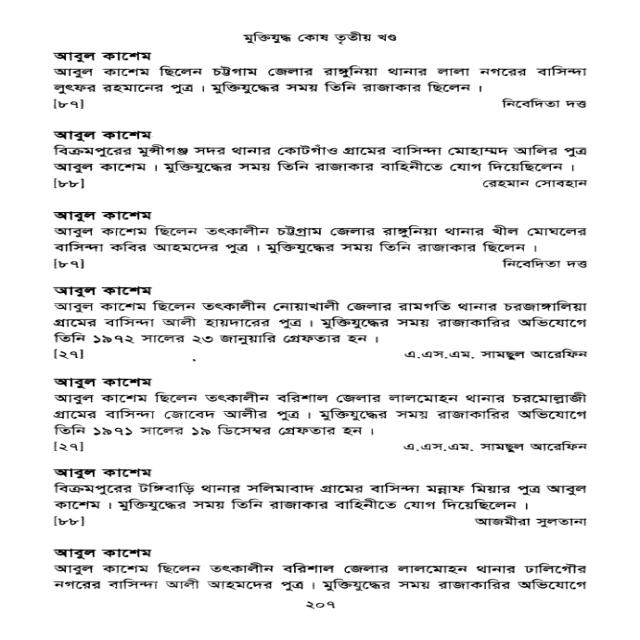 মুক্তিযুদ্ধ কোষ তৃতীয় খণ্ড
আবুল কাশেম
আবুল কাশেম ছিলেন চট্টগাম জেলার রাঙ্গুনিয়া থানার লালা নগরের বাসিন্দা
লুৎফর রহমানের পুত্র । মুক্তিযুদ্ধের সময় তিনি রাজাকার ছিলেন ।
[৮৭] নিবেদিতা দত্ত
আবুল কাশেম
বিক্রমপুরের মুন্সীগঞ্জ সদর থানার কোটগাঁও গ্রামের বাসিন্দা মোহাম্মদ আলির পুত্র
আবুল কাশেম । মুক্তিযুদ্ধের সময় তিনি রাজাকার বাহিনীতে যোগ দিয়েছিলেন ।
[৮৮] রেহমান সোবহান
আবুল কাশেম
আবুল কাশেম ছিলেন তৎকালীন চট্টগ্রাম জেলার রাঙ্গুনিয়া থানার খীল মোঘলের
বাসিন্দা কবির আহমদের পুত্র । মুক্তিযুদ্ধের সময় তিনি রাজাকার ছিলেন ।
[৮৭] নিবেদিতা দত্ত
আবুল কাশেম
আবুল কাশেম ছিলেন তৎকালীন নোয়াখালী জেলার রামগতি থানার চরজাঙ্গালিয়া
গ্রামের বাসিন্দা আলী হায়দারের পুত্র । মুক্তিযুদ্ধের সময় রাজাকারির অভিযোগে
তিনি ১৯৭২ সালের ২৩ জানুয়ারি গ্রেফতার হন ।
[২৭] এ.এস.এম. সামছুল আরেফিন
আবুল কাশেম
আবুল কাশেম ছিলেন তৎকালীন বরিশাল জেলার লালমোহন থানার চরমোল্লাজী
গ্রামের বাসিন্দা জোবেদ আলীর পুত্র । মুক্তিযুদ্ধের সময় রাজাকারির অভিযোগে
তিনি ১৯৭১ সালের ১৯ ডিসেম্বর গ্রেফতার হন ।
[২৭] এ.এস.এম. সামছুল আরেফিন
আবুল কাশেম
বিক্রমপুরের টঙ্গিবাড়ি থানার সলিমাবাদ গ্রামের বাসিন্দা মন্নাফ মিয়ার পুত্র আবুল
কাশেম । মুক্তিযুদ্ধের সময় তিনি রাজাকার বাহিনীতে যোগ দিয়েছিলেন ।
[৮৮] আজমীরা সুলতানা
আবুল কাশেম
আবুল কাশেম ছিলেন তৎকালীন বরিশাল জেলার লালমোহন থানার ঢালিগৌর
নগরের বাসিন্দা আলী আহমদের পুত্র । মুক্তিযুদ্ধের সময় রাজাকারির অভিযোগে
২০৭